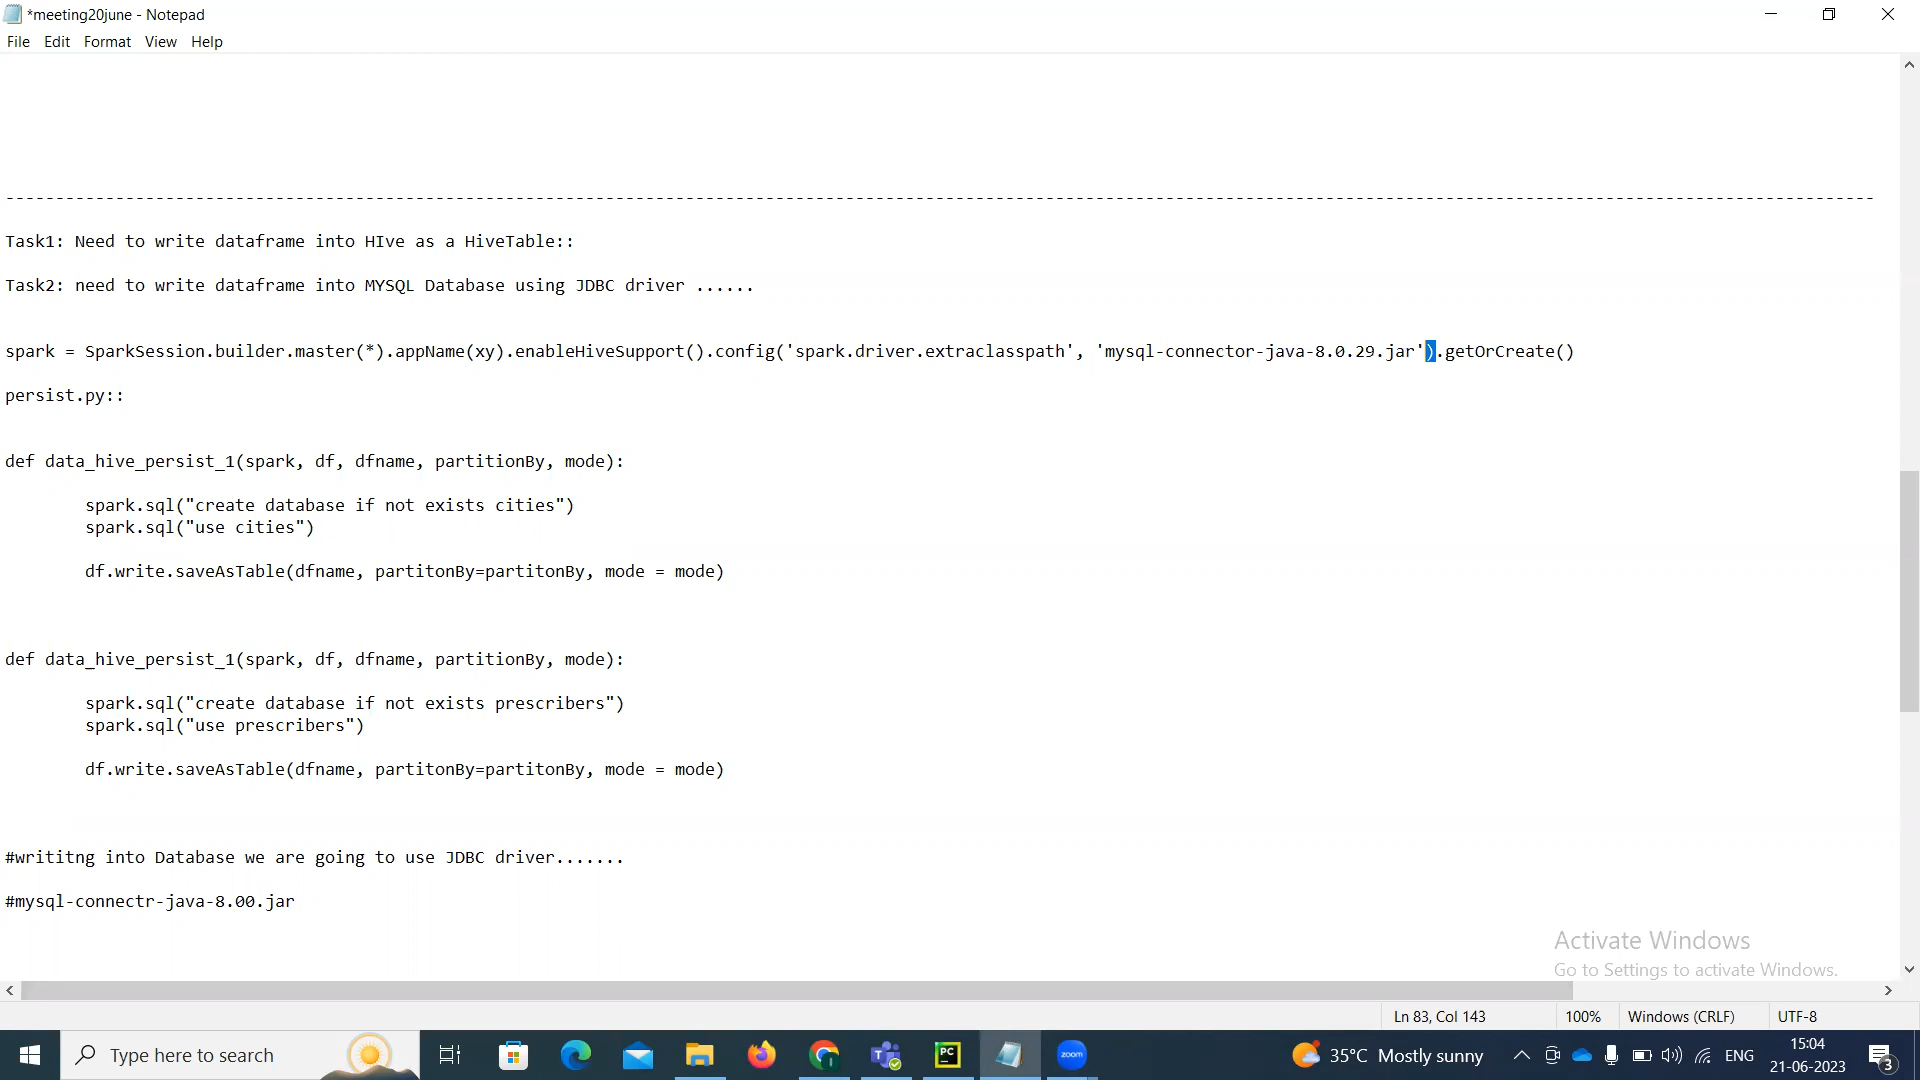 *meeting20june - Notepad
File Edit Format View Help
Task1: Need to write dataframe into HIve as a HiveTable::
Task2: need to write dataframe into MYSQL Database using JDBC driver ......
spark = SparkSession.builder.master(*).appName(xy).enableHiveSupport().config('spark.driver.extraclasspath', 'mysql-connector-java-8.0.29.jar').getOrCreate()
persist.py::
def data_hive_persist_1(spark, df, dfname, partitionBy, mode):
spark.sql("create database if not exists cities")
spark.sql("use cities")
df.write.saveAsTable(dfname, partitonBy=partitonBy, mode = mode)
def data_hive_persist_1(spark, df, dfname, partitionBy, mode):
spark.sql("create database if not exists prescribers")
spark.sql("use prescribers")
df.write.saveAsTable(dfname, partitonBy=partitonBy, mode = mode)
#writitng into Database we are going to use JDBC driver.......
#mysql-connectr-java-8.00.jar
Activate Windows
Go to Settings to activate Windows.
Ln 83, Col 143 100% Windows (CRLF) UTF-8
Type here to search PC zoom 35°C Mostly sunny ENG 15:04
21-06-2023 3